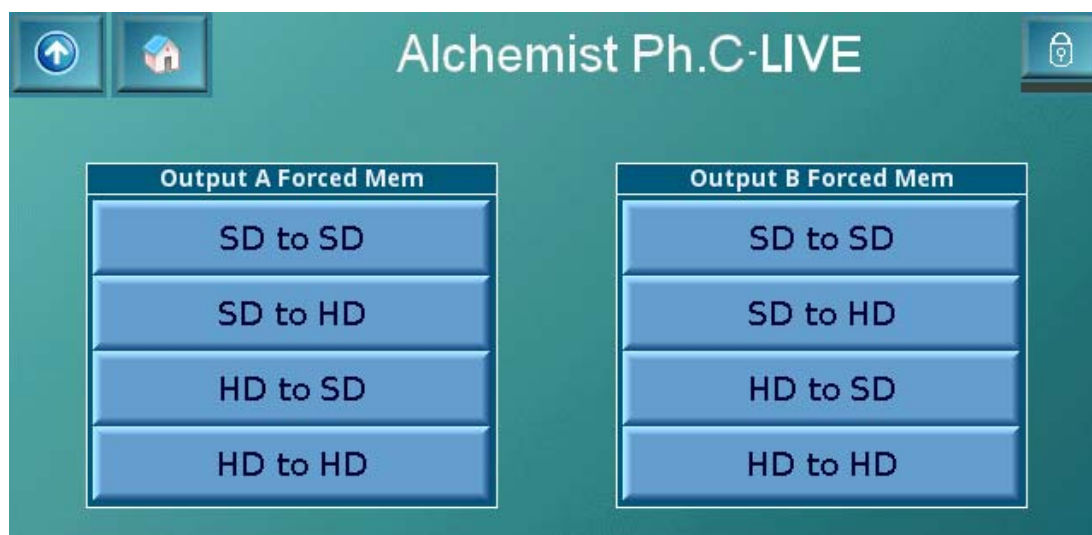 Alchemist Ph.C-LIVE
Output A Forced Mem
SD to SD
SD to HD
HD to SD
HD to HD
Output B Forced Mem
SD to SD
SD to HD
HD to SD
HD to HD